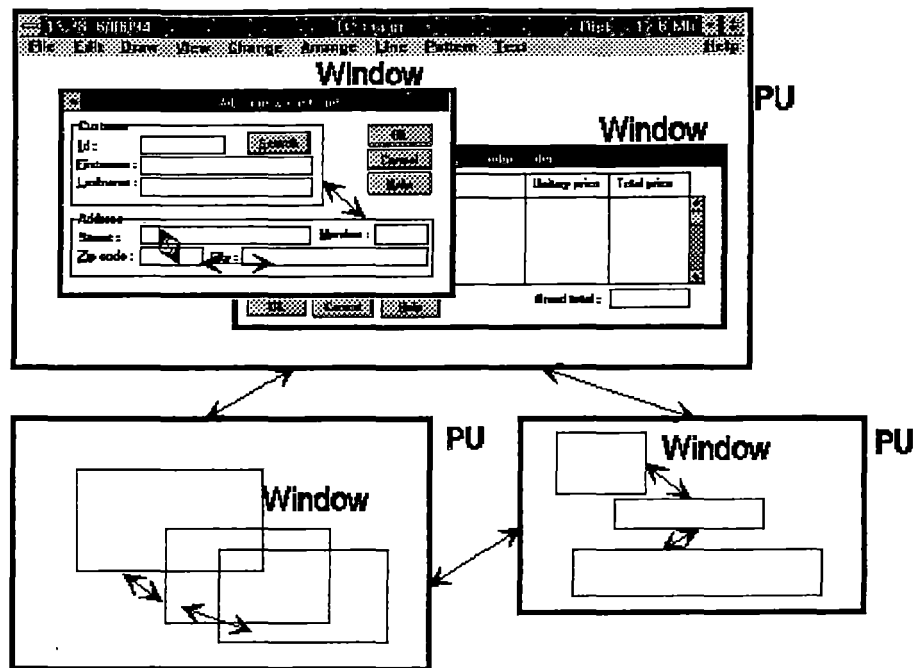 File Edit Draw View Change Arrange Line Pattern Text Help
Window
PU
Window
Customer
Id :
Search
OK
Firstname :
Cancel
Lastname :
Help
Unitary price Total price
Address
Street :
Number :
Zip code :
City :
Grand total :
OK Cancel Help
PU
Window
Window
PU